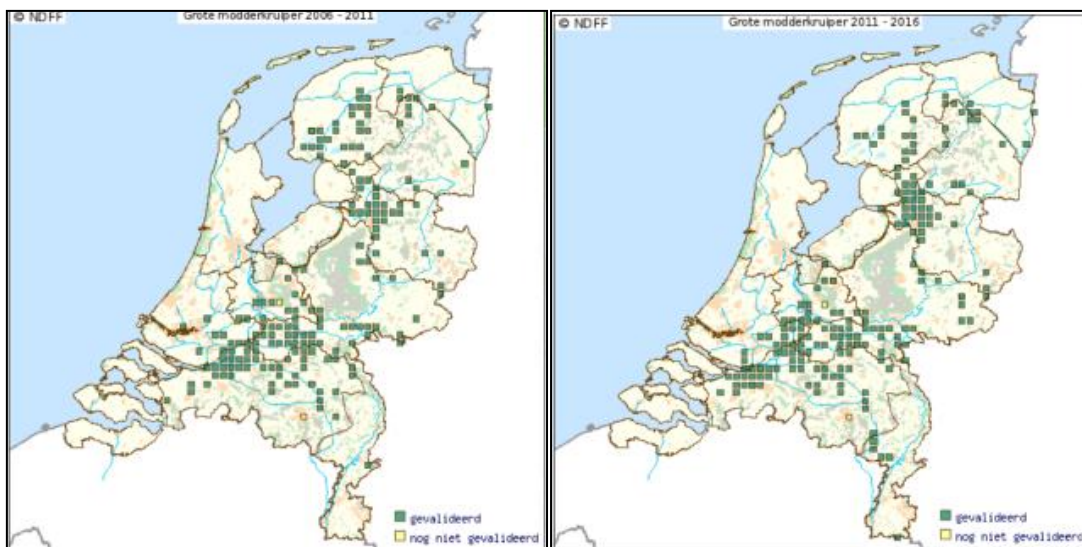 © NDFF
Grote modderkruiper 2006 - 2011
gevalideerd
nog niet gevalideerd
© NDFF
Grote modderkruiper 2011 - 2016
gevalideerd
nog niet gevalideerd